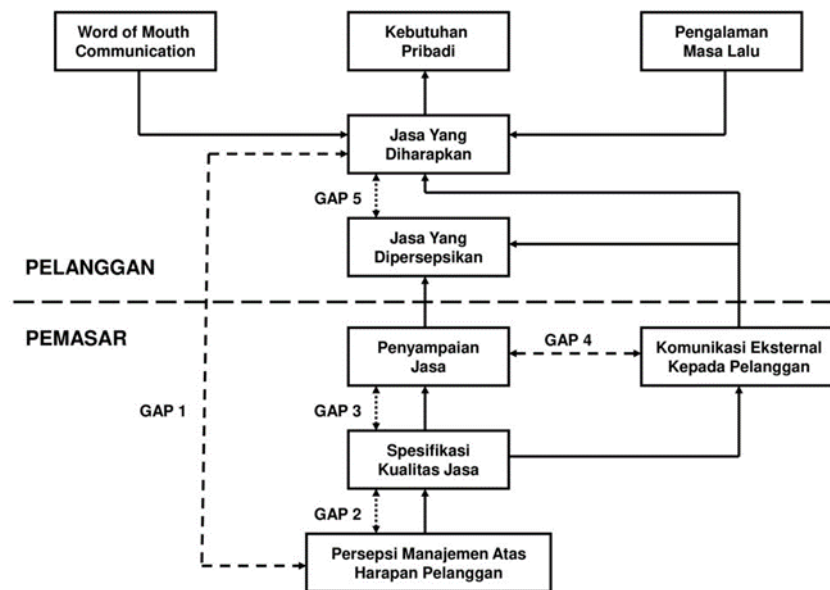 Word of Mouth
Communication
Kebutuhan
Pribadi
Pengalaman
Masa Lalu
Jasa Yang
Diharapkan
GAP 5
Jasa Yang
Dipersepsikan
PELANGGAN
PEMASAR
Penyampaian
Jasa
GAP 4
Komunikasi Eksternal
Kepada Pelanggan
GAP 1
GAP 3
Spesifikasi
Kualitas Jasa
GAP 2
Persepsi Manajemen Atas
Harapan Pelanggan